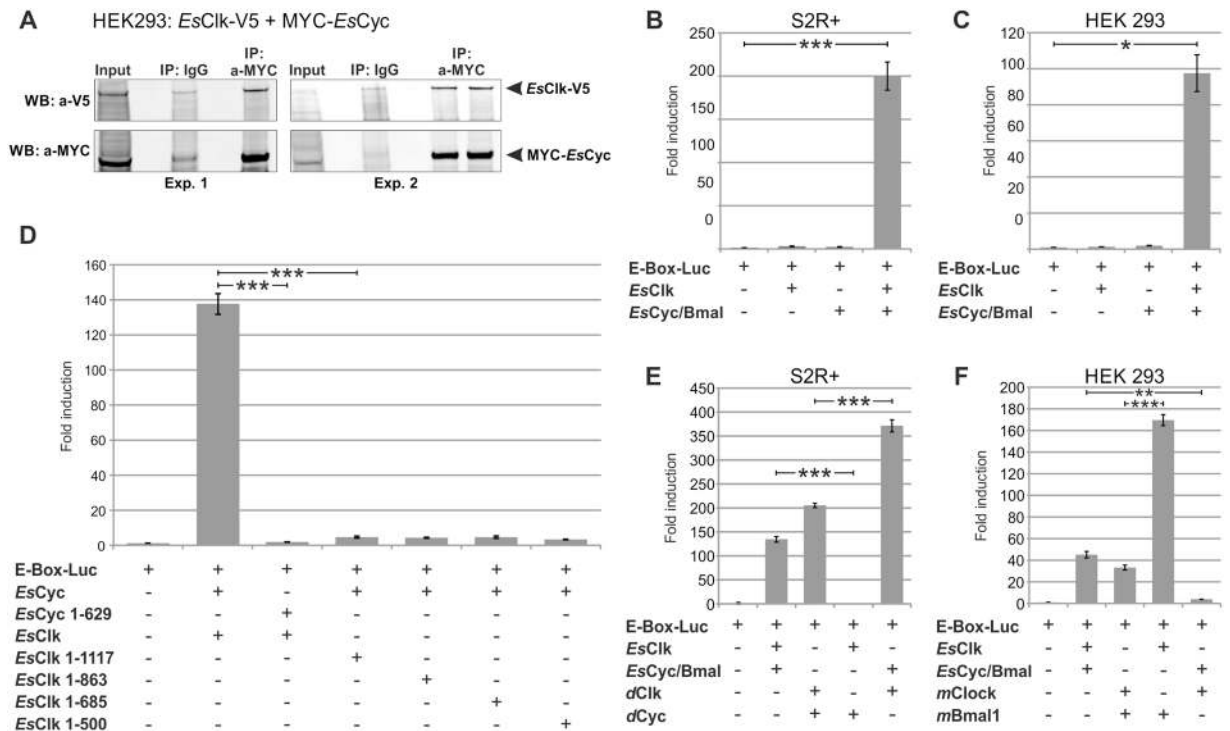 A HEK293: EsClk-V5 + MYC-EsCyc
Input IP: IgG IP: a-MYC Input IP: IgG IP: a-MYC
WB: a-V5
EsClk-V5
WB: a-MYC
MYC-EsCyc
Exp. 1 Exp. 2
B S2R+
Fold induction
200
250
200
150
100
50
0
***
E-Box-Luc + + + +
EsClk - + - +
EsCyc/Bmal - - + +
C HEK 293
Fold induction
120
100
80
60
40
20
0
*
E-Box-Luc + + + +
EsClk - + - +
EsCyc/Bmal - - + +
D
Fold induction
160
140
120
100
80
60
40
20
0
***
***
E-Box-Luc + + + + + + +
EsCyc - + - + + + +
EsCyc 1-629 - - + - - - -
EsClk - + + - - - -
EsClk 1-1117 - - - + - - -
EsClk 1-863 - - - - + - -
EsClk 1-685 - - - - - + -
EsClk 1-500 - - - - - - +
E S2R+
Fold induction
450
400
350
300
250
200
150
100
50
0
***
***
E-Box-Luc + + + + +
EsClk - + - + -
EsCyc/Bmal - + - - +
dClk - - + - +
dCyc - - + + -
F HEK 293
Fold induction
200
180
160
140
120
100
80
60
40
20
0
**
***
E-Box-Luc + + + + +
EsClk - + - + -
EsCyc/Bmal - + - - +
mClock - - + - +
mBmal1 - - + + -